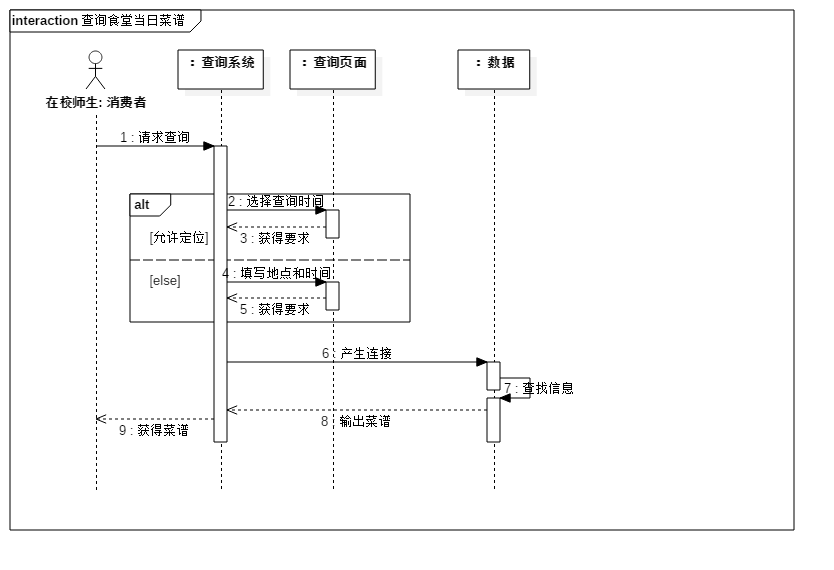 interaction 查询食堂当日菜谱
: 查询系统
: 查询页面
: 数据
在校师生: 消费者
1 : 请求查询
alt
2 : 选择查询时间
[允许定位]
3 : 获得要求
[else]
4 : 填写地点和时间
5 : 获得要求
6 : 产生连接
7 : 查找信息
8 : 输出菜谱
9 : 获得菜谱